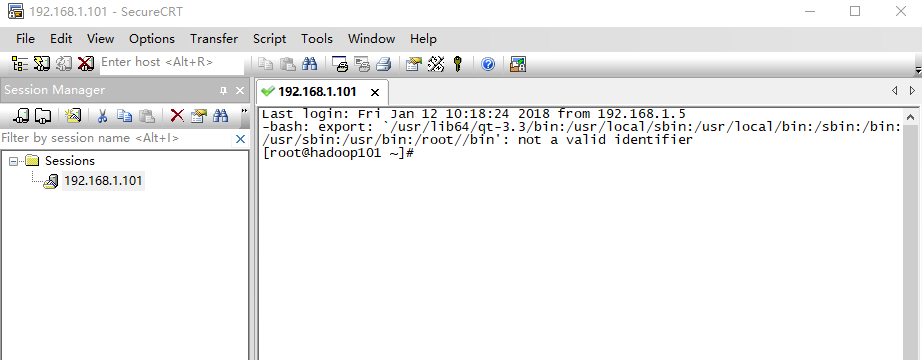 192.168.1.101 - SecureCRT
File Edit View Options Transfer Script Tools Window Help
Enter host <Alt+R>
Session Manager
192.168.1.101
Filter by session name <Alt+I>
Sessions
192.168.1.101
Last login: Fri Jan 12 10:18:24 2018 from 192.168.1.5
-bash: export: `/usr/lib64/qt-3.3/bin:/usr/local/sbin:/usr/local/bin:/sbin:/bin:
/usr/sbin:/usr/bin:/root//bin': not a valid identifier
[root@hadoop101 ~]#